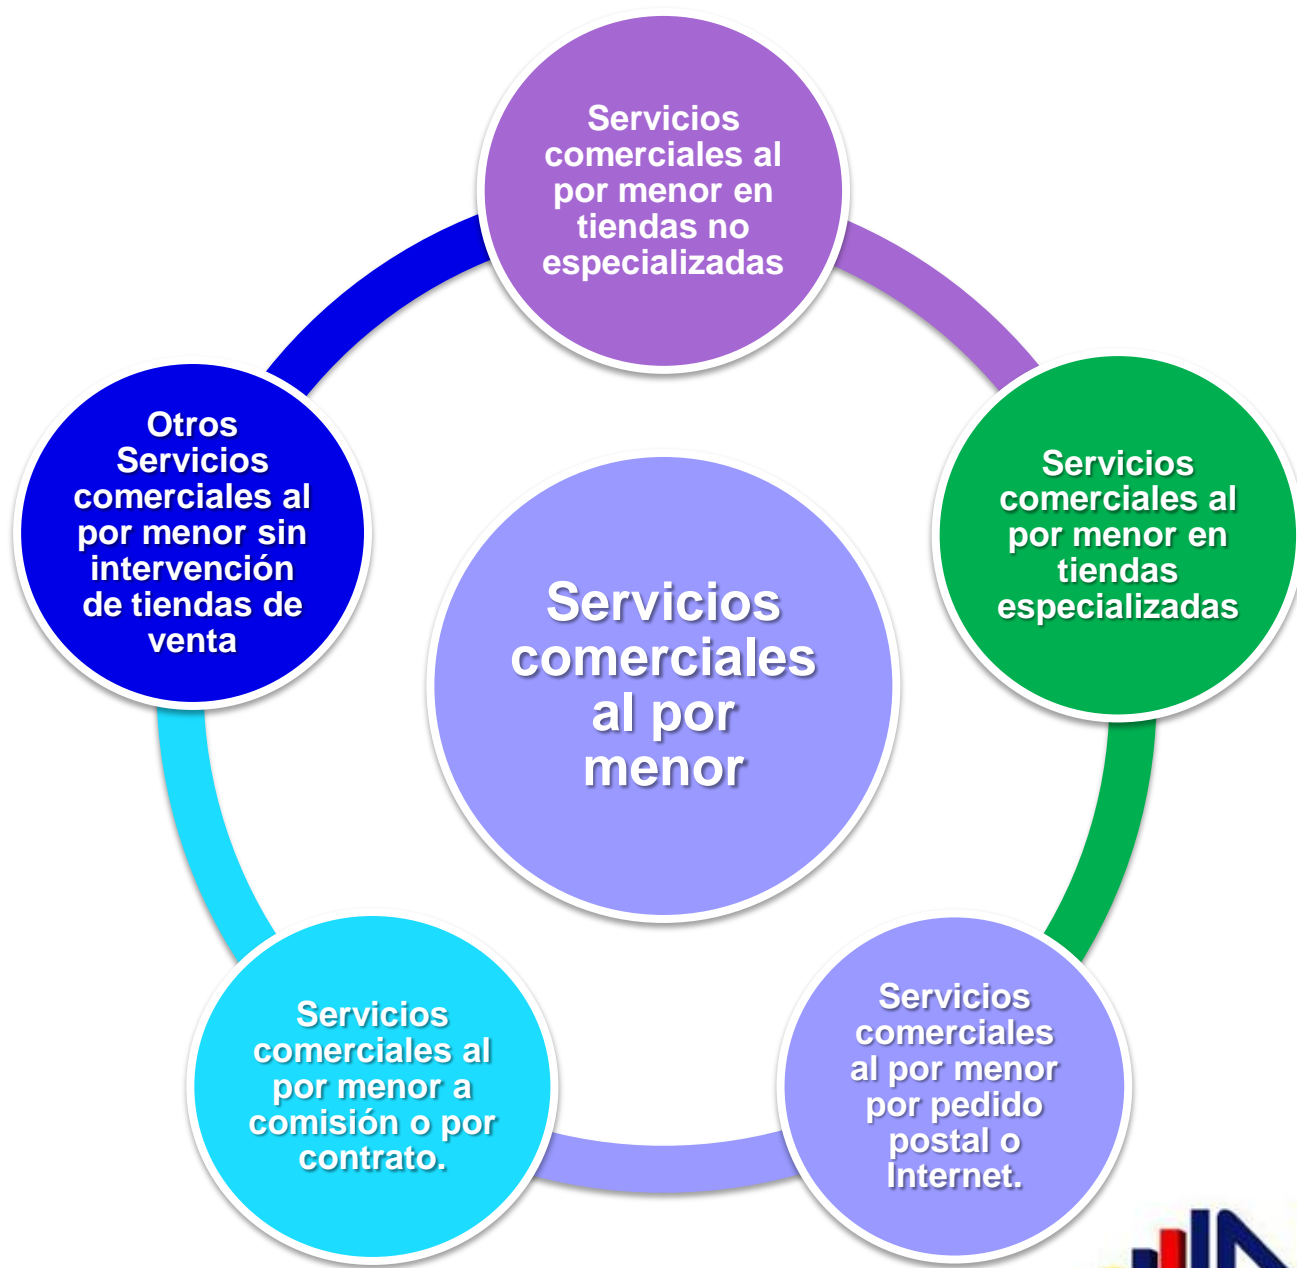 Servicios
comerciales al
por menor en
tiendas no
especializadas
Servicios
comerciales al
por menor en
tiendas
especializadas
Servicios
comerciales
al por menor
por pedido
postal o
Internet.
Servicios
comerciales al
por menor a
comisión o por
contrato.
Otros
Servicios
comerciales al
por menor sin
intervención
de tiendas de
venta
Servicios
comerciales
al por
menor